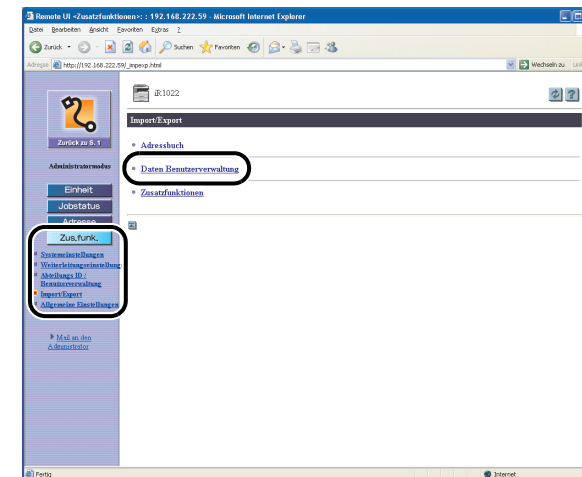 Remote UI <Zusatzfunktionen>: : 192.168.222.59 - Microsoft Internet Explorer
Datei Bearbeiten Ansicht Favoriten Extras ?
Zurück Suchen Favoriten
Adresse http://192.168.222.59/_impexp.html Wechseln zu
iR1022
Zurück zu S. 1
Import/Export
Adressbuch
Administratormodus
Daten Benutzerverwaltung
Einheit
Zusatzfunktionen
Jobstatus
Adresse
Zus.funk.
Systemeinstellungen
Weiterleitungseinstellung
Abteilungs ID /
Benutzerverwaltung
Import/Export
Allgemeine Einstellungen
Mail an den
Administrator
Fertig Internet